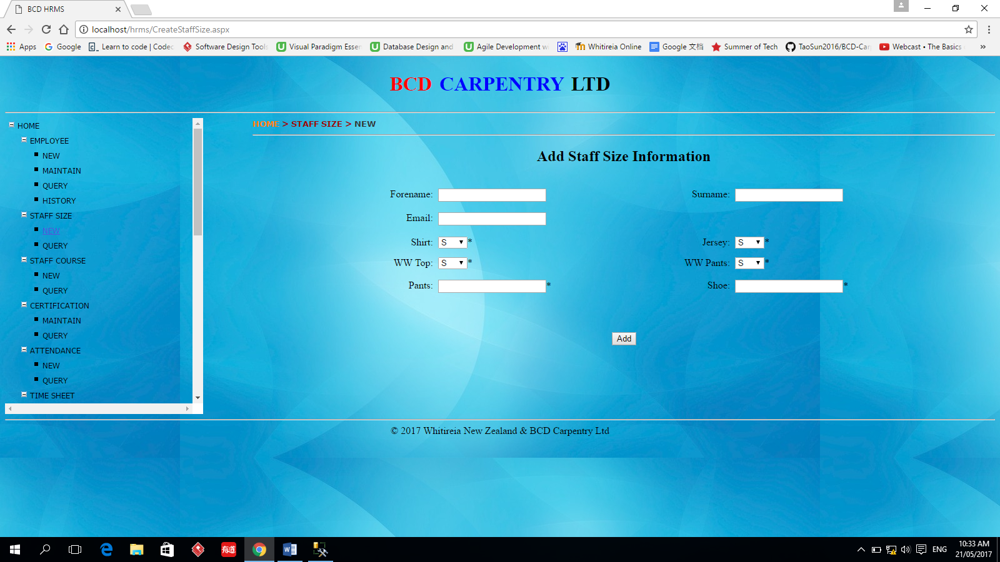 BCD HRMS
localhost/hrms/CreateStaffSize.aspx
Apps Google Learn to code | Codec Software Design Tools Visual Paradigm Essen Database Design and Agile Development w Whitireia Online Google 文档 Summer of Tech TaoSun2016/BCD-Car Webcast • The Basics »
BCD CARPENTRY LTD
HOME
EMPLOYEE
NEW
MAINTAIN
QUERY
HISTORY
STAFF SIZE
NEW
QUERY
STAFF COURSE
NEW
QUERY
CERTIFICATION
MAINTAIN
QUERY
ATTENDANCE
NEW
QUERY
TIME SHEET
HOME > STAFF SIZE > NEW
Add Staff Size Information
Forename: Surname:
Email:
Shirt: S * Jersey: S *
WW Top: S * WW Pants: S *
Pants: * Shoe: *
Add
© 2017 Whitireia New Zealand & BCD Carpentry Ltd
有道
ENG
10:33 AM
21/05/2017